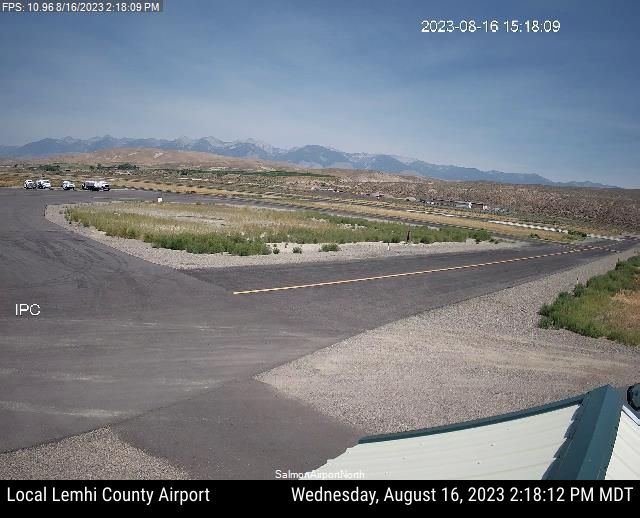 FPS: 10.96 8/16/2023 2:18:09 PM
2023-08-16 15:18:09
IPC
SalmonAirportNorth
Local Lemhi County Airport Wednesday, August 16, 2023 2:18:12 PM MDT